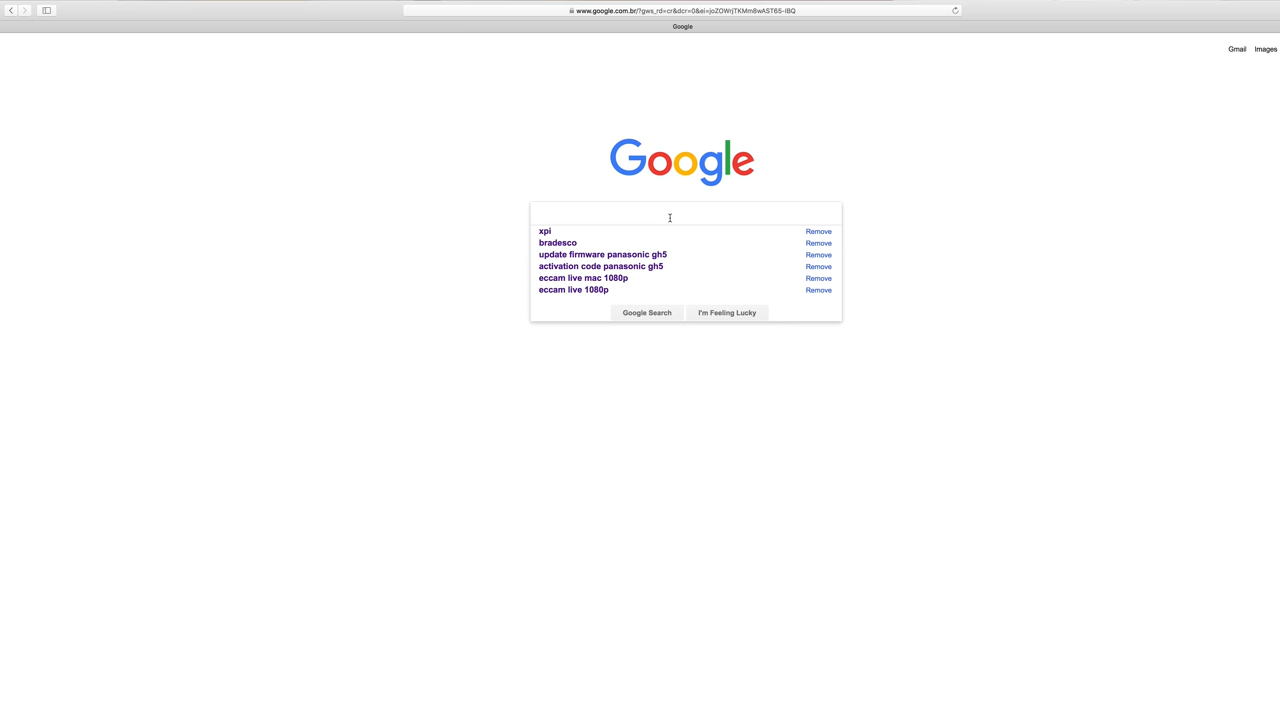 www.google.com.br/?gws_rd=cr&dcr=0&ei=joZOWrjTKMm8wAST65-IBQ
Google
Gmail Images
Google
xpi Remove
bradesco Remove
update firmware panasonic gh5 Remove
activation code panasonic gh5 Remove
eccam live mac 1080p Remove
eccam live 1080p Remove
Google Search I'm Feeling Lucky